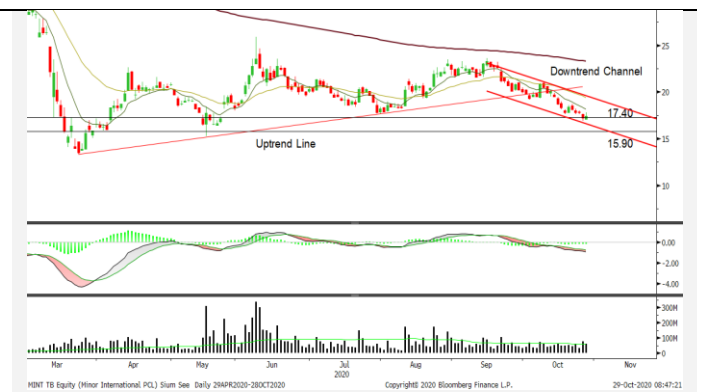 25
Downtrend Channel
20
17.40
Uptrend Line
15.90
15
10
0.00
-2.00
-4.00
300M
200M
100M
0
Mar Apr May Jun Jul Aug Sep Oct Nov
2020
MINT TB Equity (Minor International PCL) Sium See Daily 29APR2020-28OCT2020 Copyright© 2020 Bloomberg Finance L.P. 29-Oct-2020 08:47:21